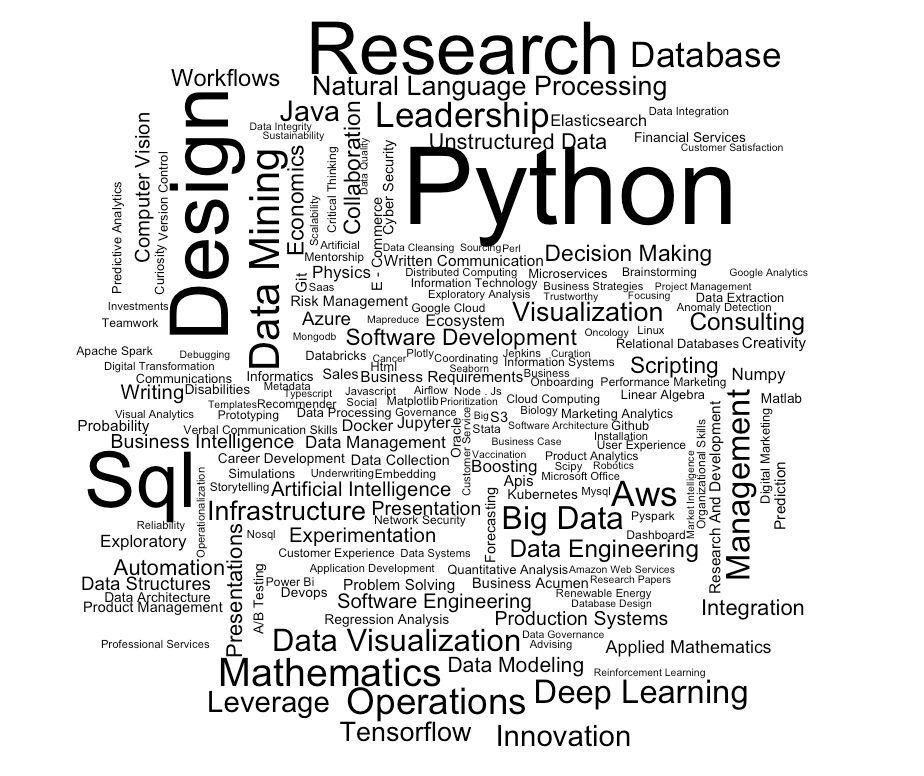 Research
Database
Workflows
Natural Language Processing
Java
Leadership
Elasticsearch
Data Integration
Data Integrity
Sustainability
Unstructured Data
Financial Services
Customer Satisfaction
Computer Vision
Design
Data Mining
Economics
Collaboration
Data Quality
Cyber Security
Critical Thinking
Scalability
Python
Predictive Analytics
Curiosity
Version Control
E - Commerce
Artificial
Mentorship
Data Cleansing
Sourcing
Perl
Written Communication
Decision Making
Git
Physics
Saas
Distributed Computing
Microservices
Brainstorming
Google Analytics
Information Technology
Business Strategies
Project Management
Investments
Risk Management
Exploratory Analysis
Trustworthy
Focusing
Data Extraction
Google Cloud
Visualization
Anomaly Detection
Teamwork
Azure
Mapreduce
Ecosystem
Consulting
Mongodb
Software Development
Oncology
Linux
Relational Databases
Creativity
Apache Spark
Debugging
Databricks
Cancer
Plotly
Coordinating
Jenkins
Curation
Information Systems
Digital Transformation
Html
Seaborn
Scripting
Communications
Informatics
Sales
Business Requirements
Business
Onboarding
Performance Marketing
Numpy
Writing
Disabilities
Metadata
Typescript
Javascript
Airflow
Node . Js
Linear Algebra
Matlab
Templates
Recommender
Social
Matplotlib
Prioritization
Cloud Computing
Visual Analytics
Prototyping
Data Processing
Governance
Big
S3
Biology
Marketing Analytics
Probability
Verbal Communication Skills
Docker
Jupyter
Oracle
Stata
Software Architecture
Github
Business Intelligence
Data Management
Customer Service
Business Case
Installation
User Experience
Management
Research And Development
Organizational Skills
Market Intelligence
Digital Marketing
Prediction
Sql
Career Development
Data Collection
Vaccination
Product Analytics
Boosting
Scipy
Robotics
Operationalization
Simulations
Underwriting
Embedding
Apis
Microsoft Office
Storytelling
Artificial Intelligence
Kubernetes
Mysql
Aws
Infrastructure
Presentation
Forecasting
Big Data
Pyspark
Reliability
Network Security
Exploratory
Nosql
Experimentation
Dashboard
Presentations
Customer Experience
Data Systems
Data Engineering
Automation
Application Development
Quantitative Analysis
Amazon Web Services
Data Structures
A/B Testing
Power Bi
Problem Solving
Business Acumen
Research Papers
Data Architecture
Devops
Renewable Energy
Product Management
Software Engineering
Database Design
Integration
Regression Analysis
Production Systems
Professional Services
Data Visualization
Data Governance
Advising
Applied Mathematics
Mathematics
Data Modeling
Reinforcement Learning
Leverage
Operations
Deep Learning
Tensorflow
Innovation